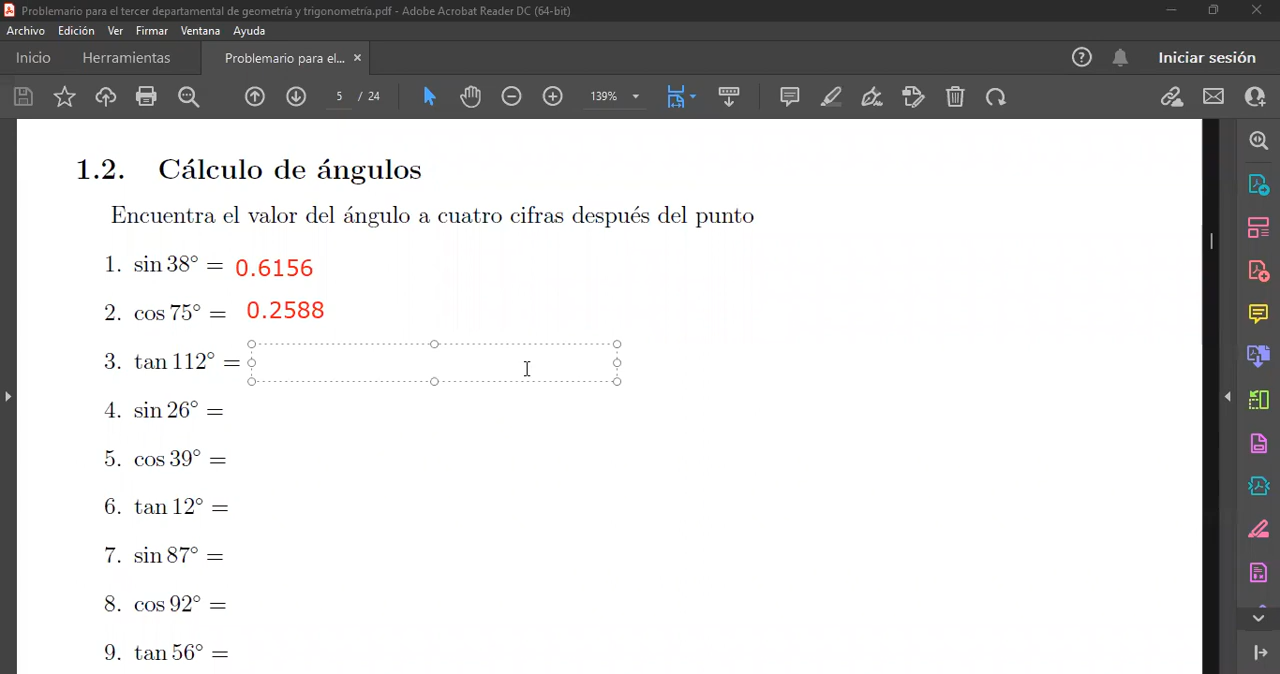 Problemario para el tercer departamental de geometría y trigonometría.pdf - Adobe Acrobat Reader DC (64-bit)
Archivo Edición Ver Firmar Ventana Ayuda
Inicio Herramientas Problemario para el... × Iniciar sesión
5 / 24 139%
1.2. Cálculo de ángulos
Encuentra el valor del ángulo a cuatro cifras después del punto
1. sin 38° = 0.6156
2. cos 75° = 0.2588
3. tan 112° =
4. sin 26° =
5. cos 39° =
6. tan 12° =
7. sin 87° =
8. cos 92° =
9. tan 56° =